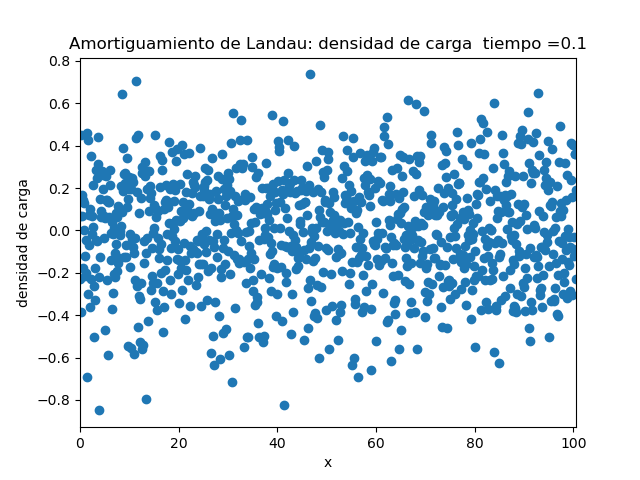 Amortiguamiento de Landau: densidad de carga  tiempo =0.1
0.8
0.6
0.4
0.2
0.0
−0.2
−0.4
−0.6
−0.8
densidad de carga
0 20 40 60 80 100
x